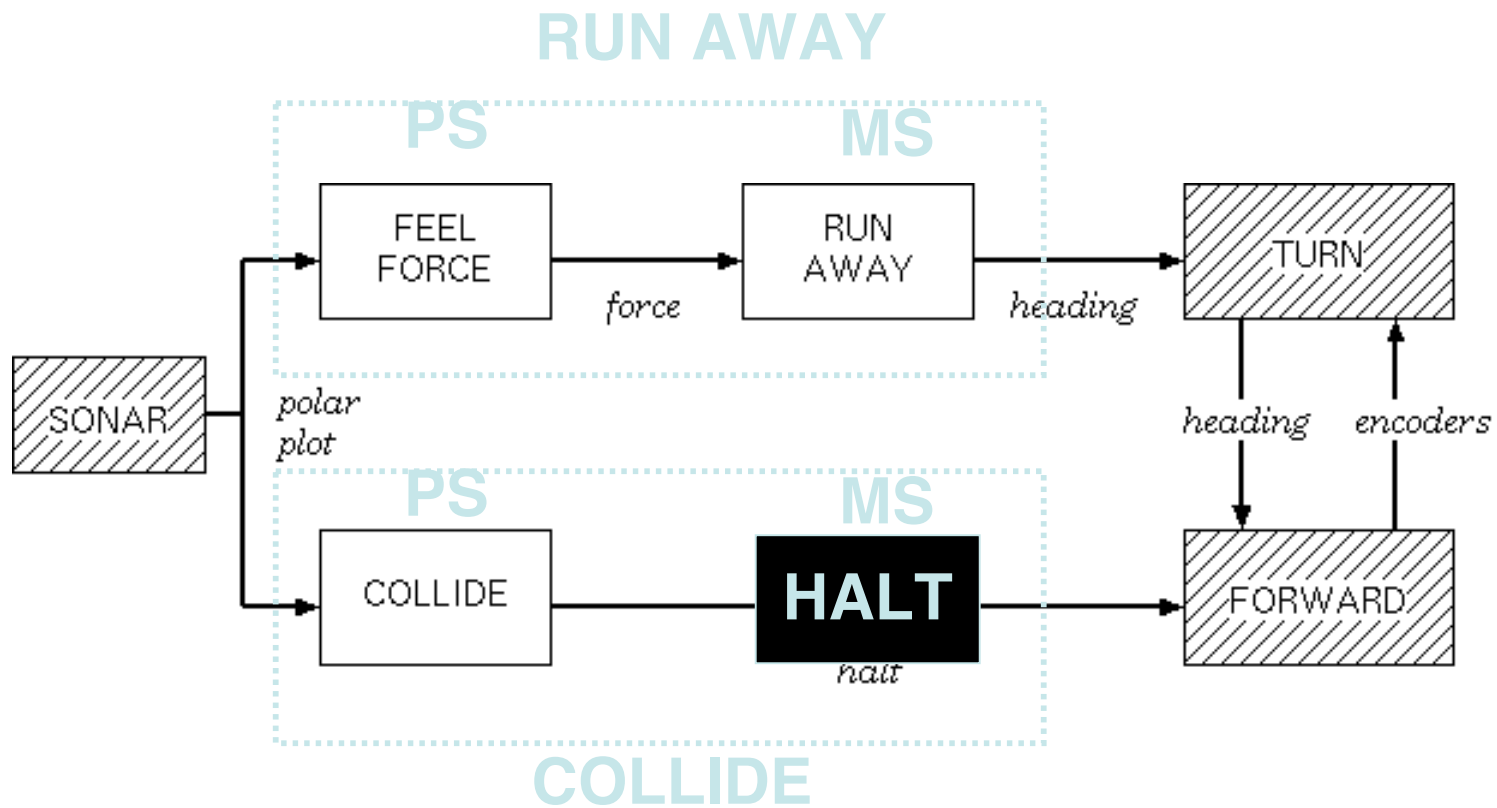 RUN AWAY
PS
MS
FEEL
FORCE
RUN
AWAY
TURN
force
heading
SONAR
polar
plot
heading
encoders
PS
MS
COLLIDE
HALT
FORWARD
halt
COLLIDE